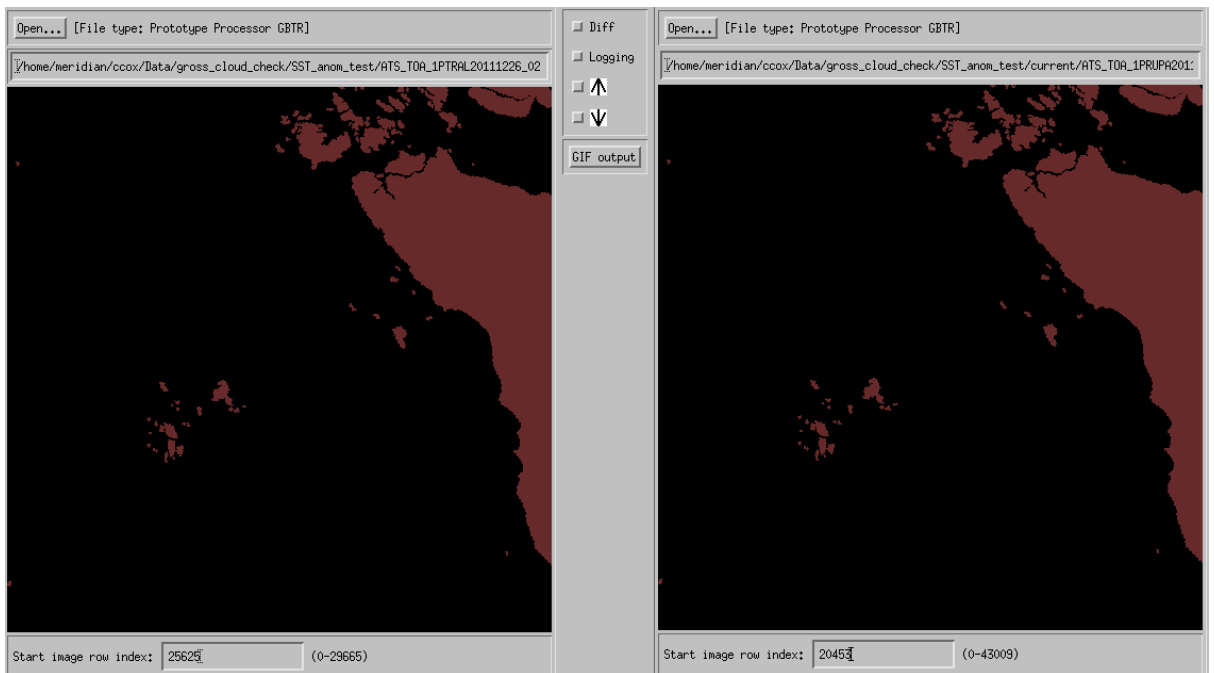 Open... [File type: Prototype Processor GBTR]
/home/meridian/ccox/Data/gross_cloud_check/SST_anom_test/ATS_TOA_1PTRAL20111226_02
Start image row index: 25625 (0-29665)
Diff
Logging
GIF output
Open... [File type: Prototype Processor GBTR]
/home/meridian/ccox/Data/gross_cloud_check/SST_anom_test/current/ATS_TOA_1PRUPA201
Start image row index: 20453 (0-43009)